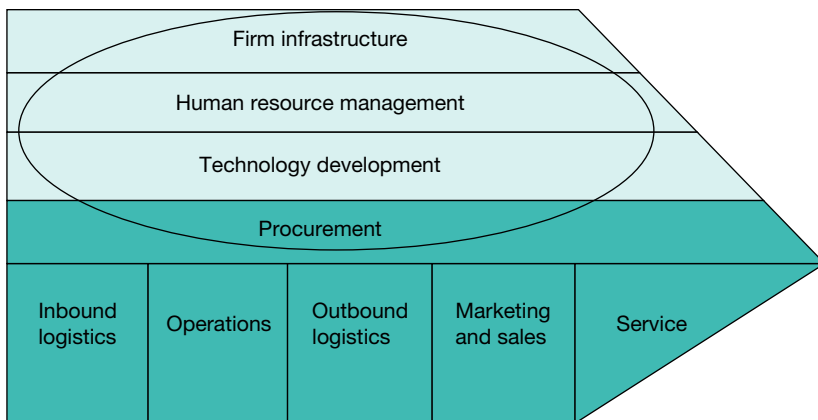 Firm infrastructure
Human resource management
Technology development
Procurement
Inbound
logistics
Operations
Outbound
logistics
Marketing
and sales
Service